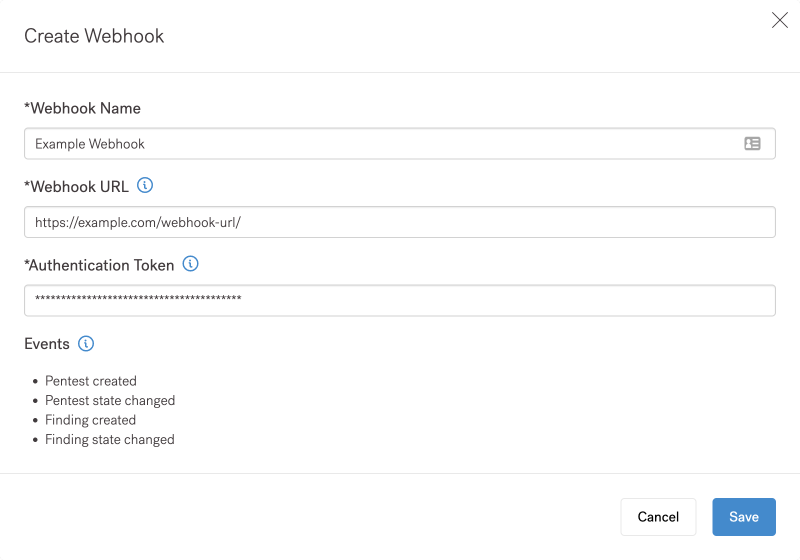 Create Webhook
*Webhook Name
Example Webhook
*Webhook URL
https://example.com/webhook-url/
*Authentication Token
****************************************
Events
• Pentest created
• Pentest state changed
• Finding created
• Finding state changed
Cancel Save